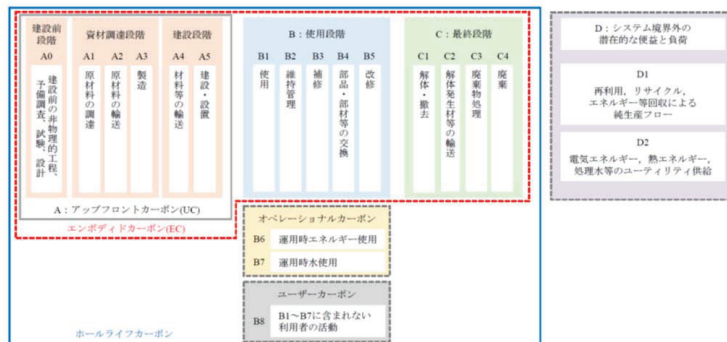 建設前
段階
A0
建設前の非物理的工程、
予備調査、試験、設計
資材調達段階
A1
A2
A3
原材料の調達
原材料の輸送
製造
建設段階
A4
A5
材料等の輸送
建設・設置
A：アップフロントカーボン(UC)
エンボディドカーボン(EC)
B：使用段階
B1
B2
B3
B4
B5
使用
維持管理
補修
部品・部材等の交換
改修
C：最終段階
C1
C2
C3
C4
解体・撤去
解体発生材等の輸送
廃棄物処理
廃棄
オペレーショナルカーボン
B6 運用時エネルギー使用
B7 運用時水使用
ユーザーカーボン
B8 B1～B7に含まれない
利用者の活動
ホールライフカーボン
D：システム境界外の
潜在的な便益と負荷
D1
再利用，リサイクル，
エネルギー等回収による
純生産フロー
D2
電気エネルギー，熱エネルギー，
処理水等のユーティリティ供給